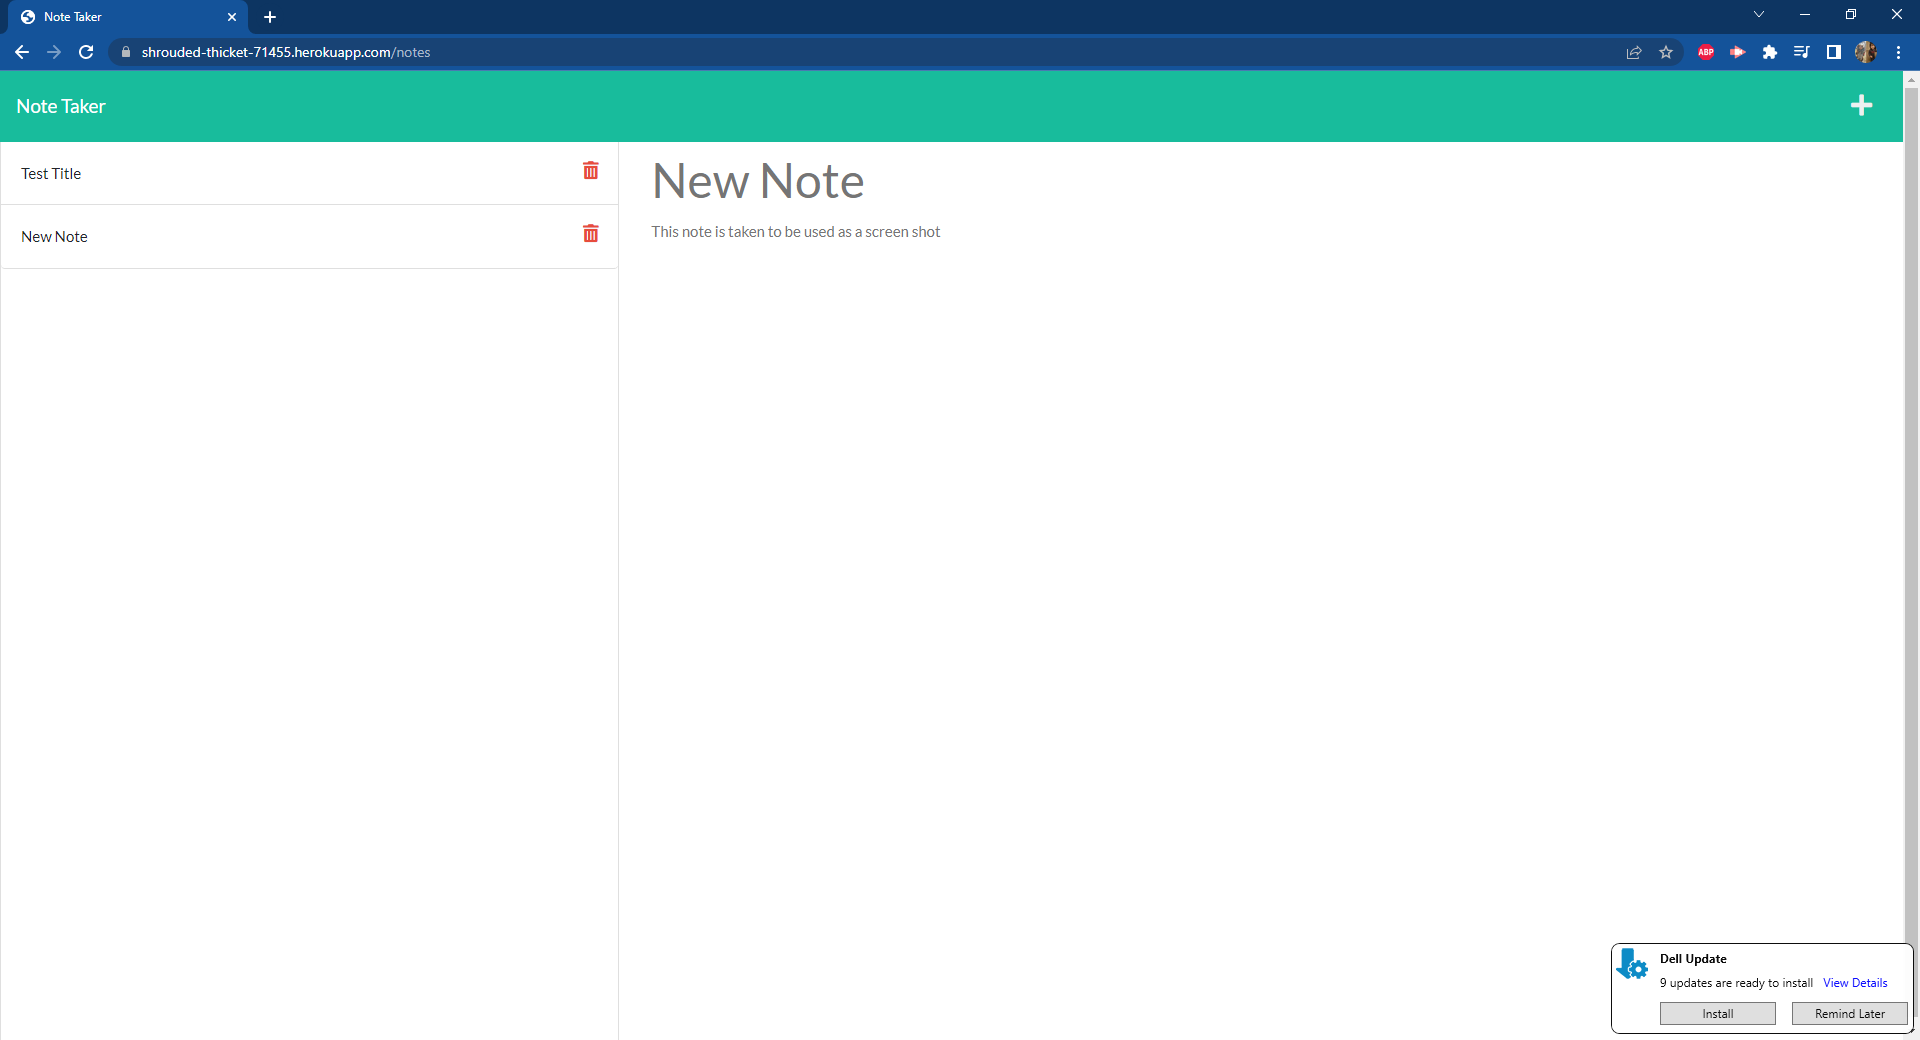 Note Taker
shrouded-thicket-71455.herokuapp.com/notes
ABP
Note Taker
Test Title
New Note
New Note
This note is taken to be used as a screen shot
Dell Update
9 updates are ready to install View Details
Install Remind Later